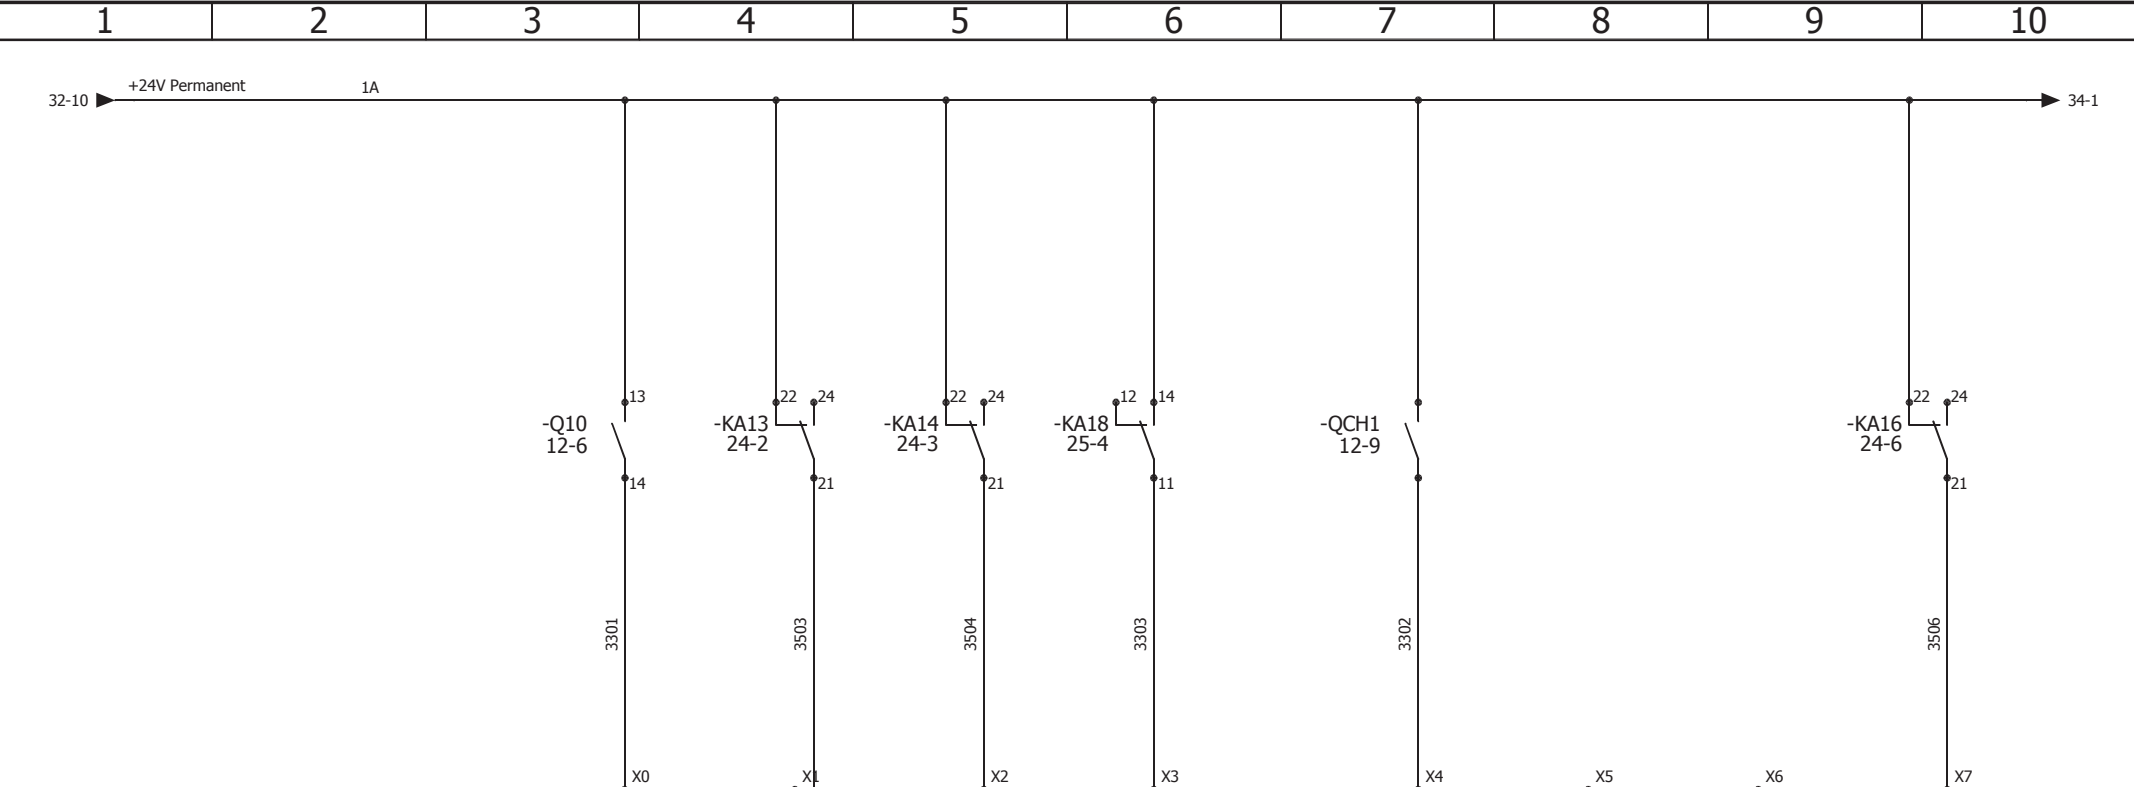 1 2 3 4 5 6 7 8 9 10
+24V Permanent 1A
32-10 34-1
13 22 24 22 24 12 14 22 24
-Q10 -KA13 -KA14 -KA18 -QCH1 -KA16
12-6 24-2 24-3 25-4 12-9 24-6
14 21 21 11 21
3301 3503 3504 3303 3302 3506
X0 X1 X2 X3 X4 X5 X6 X7